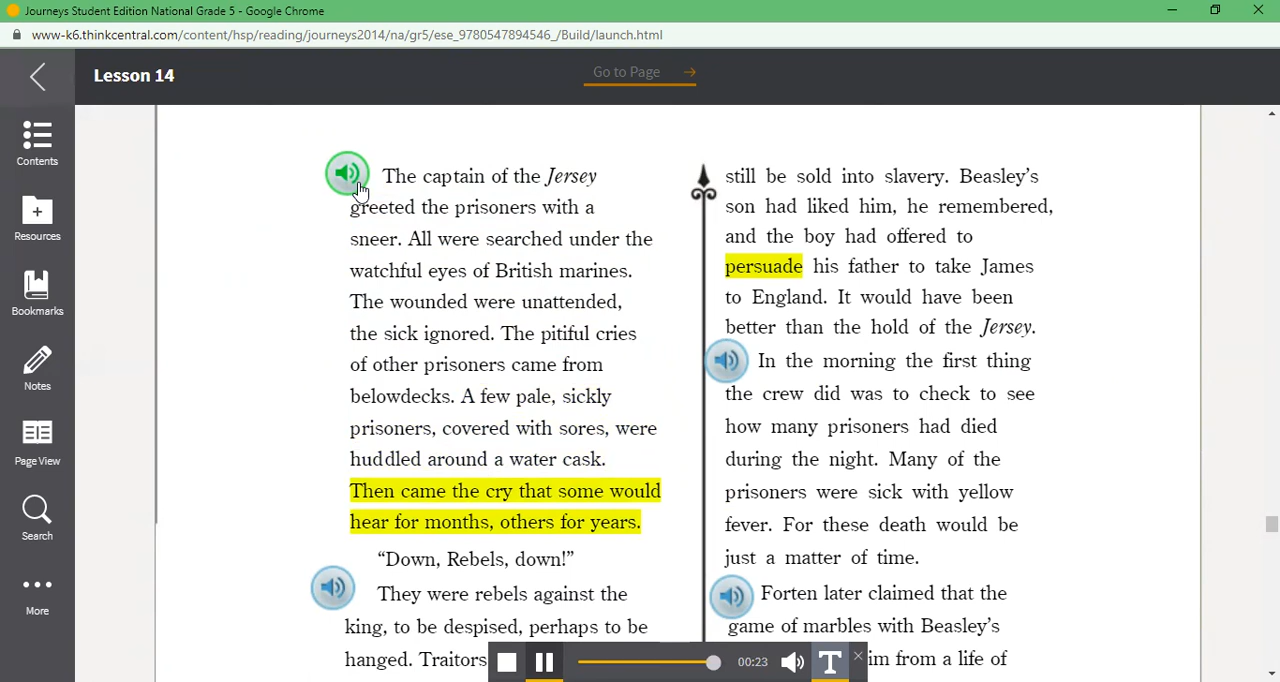 Journeys Student Edition National Grade 5 - Google Chrome
www-k6.thinkcentral.com/content/hsp/reading/journeys2014/na/gr5/ese_9780547894546_/Build/launch.html
Lesson 14
Go to Page
Contents
Resources
Bookmarks
Notes
Page View
Search
More
The captain of the Jersey
greeted the prisoners with a
sneer. All were searched under the
watchful eyes of British marines.
The wounded were unattended,
the sick ignored. The pitiful cries
of other prisoners came from
belowdecks. A few pale, sickly
prisoners, covered with sores, were
huddled around a water cask.
Then came the cry that some would
hear for months, others for years.
“Down, Rebels, down!”
They were rebels against the
king, to be despised, perhaps to be
hanged. Traitors
still be sold into slavery. Beasley’s
son had liked him, he remembered,
and the boy had offered to
persuade his father to take James
to England. It would have been
better than the hold of the Jersey.
In the morning the first thing
the crew did was to check to see
how many prisoners had died
during the night. Many of the
prisoners were sick with yellow
fever. For these death would be
just a matter of time.
Forten later claimed that the
game of marbles with Beasley’s
im from a life of
00:23
T